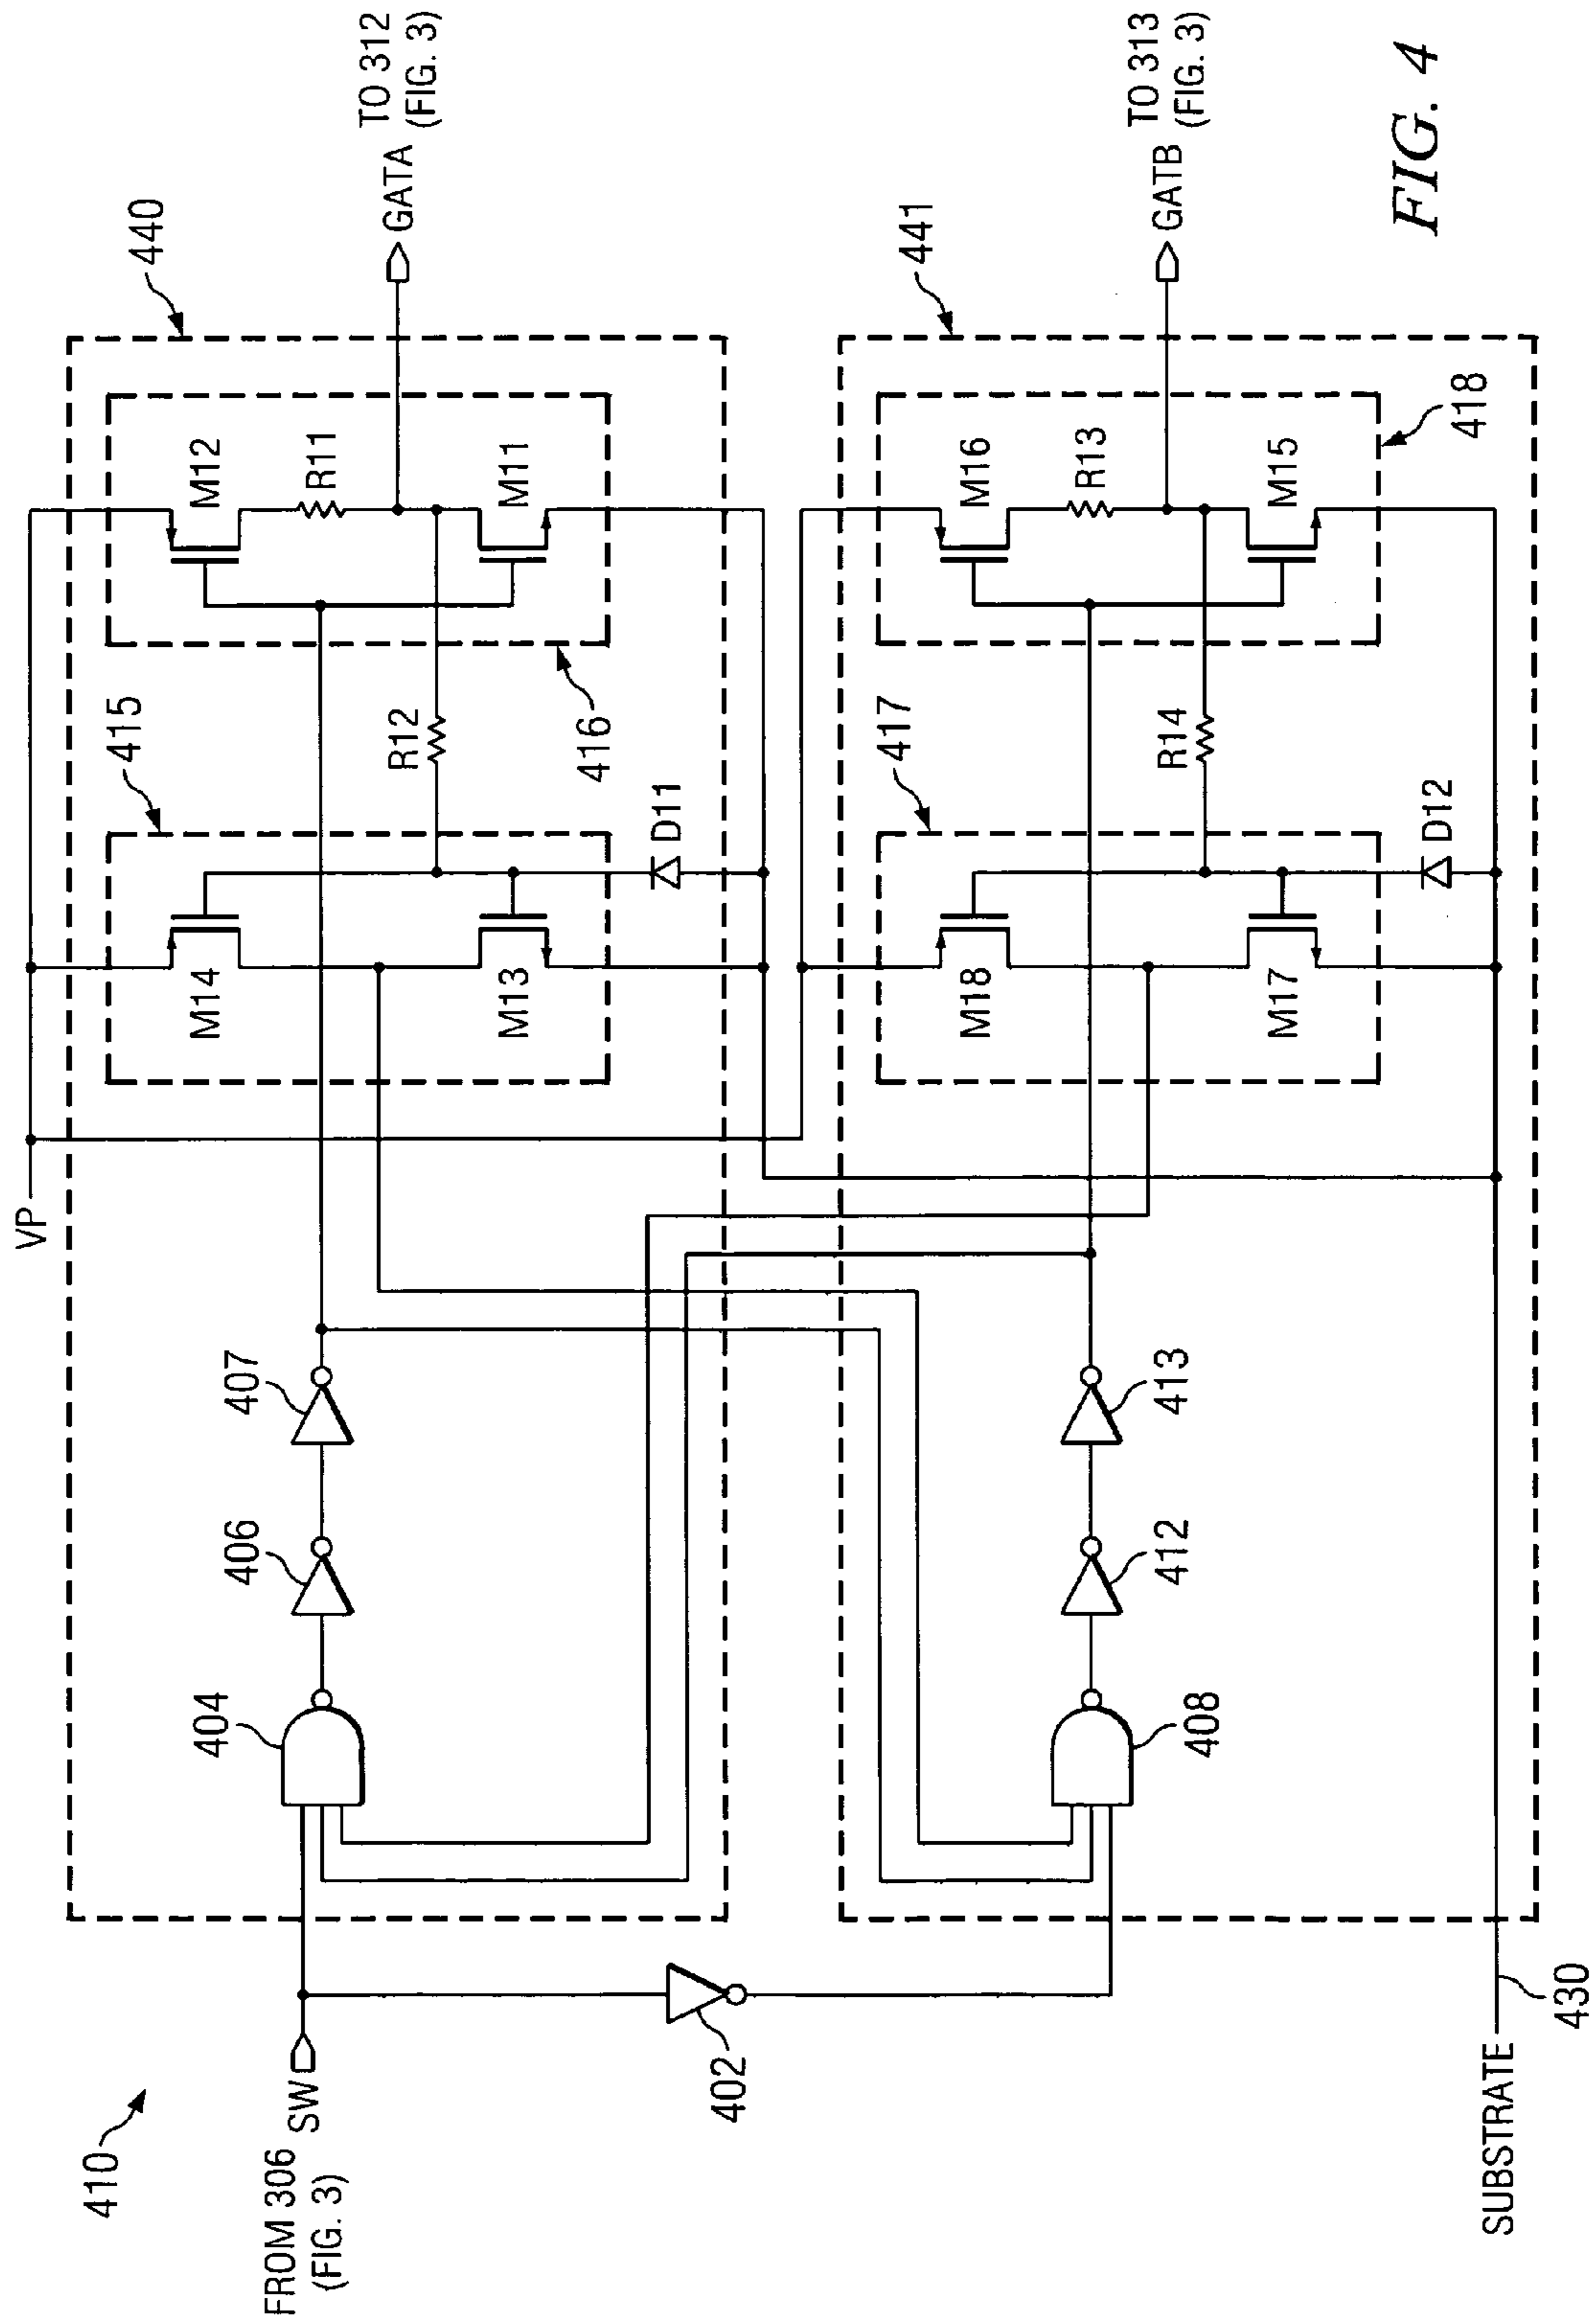 410
FROM 306
(FIG. 3)
SW
402
404
406
407
VP
440
415
M14
M13
D11
R12
416
M12
R11
M11
GATA
TO 312
(FIG. 3)
408
412
413
441
417
M18
M17
D12
R14
418
M16
R13
M15
GATB
TO 313
(FIG. 3)
SUBSTRATE
430
FIG. 4